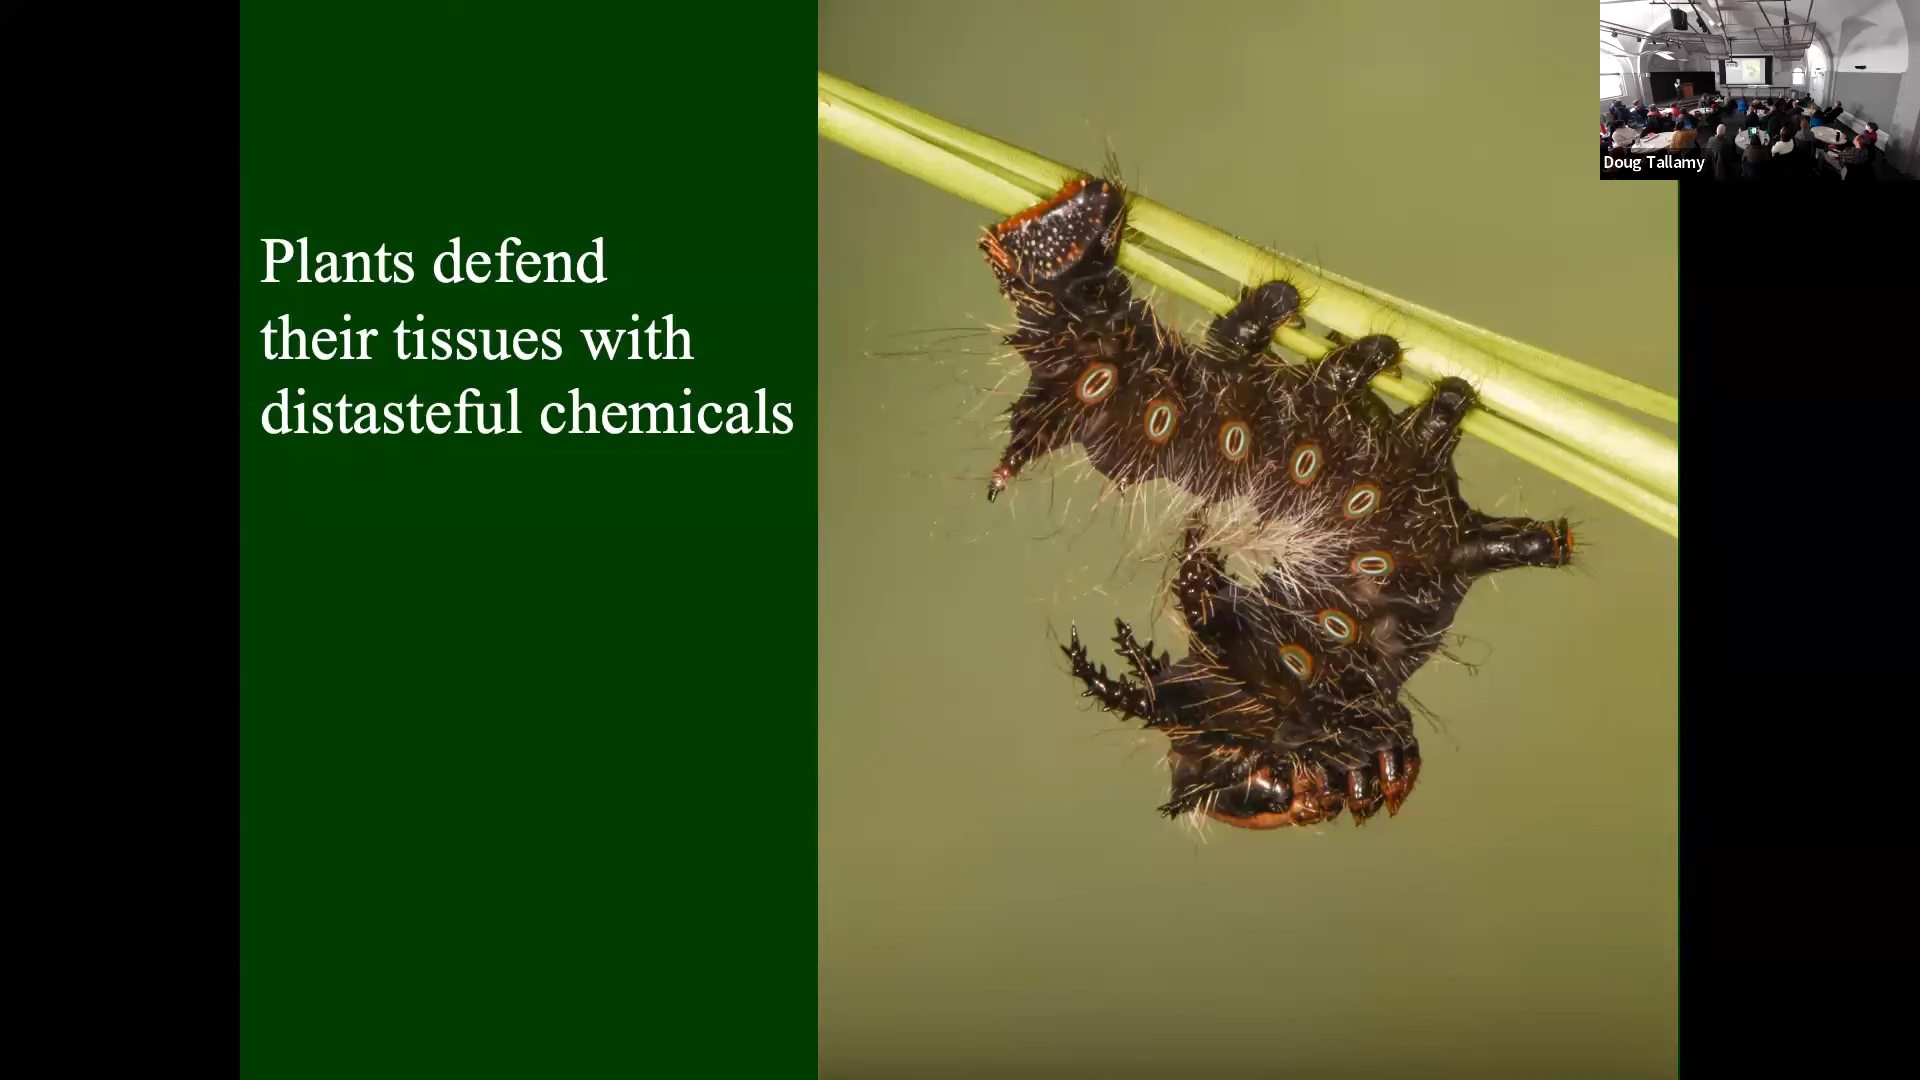 Plants defend
their tissues with
distasteful chemicals
Doug Tallamy